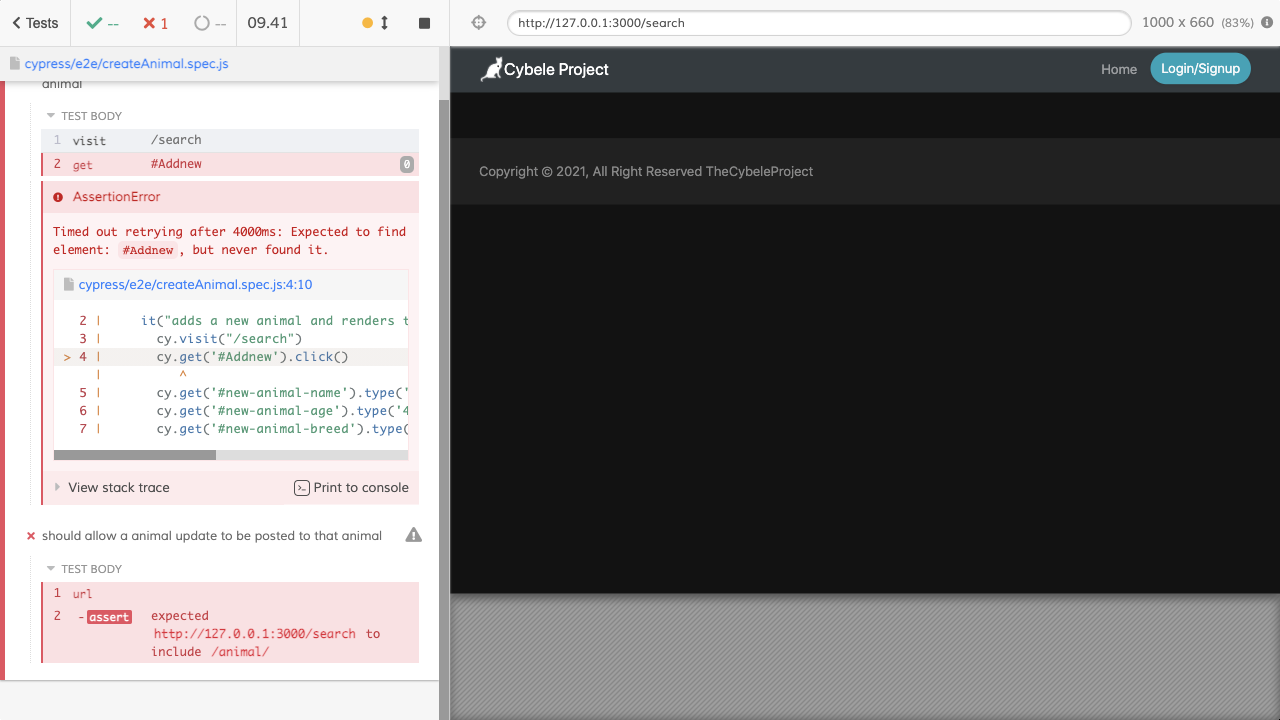 Tests
--
1
--
09.41
http://127.0.0.1:3000/search
1000 x 660 (83%)
cypress/e2e/createAnimal.spec.js
animal
TEST BODY
1 visit /search
2 get #Addnew 0
AssertionError
Timed out retrying after 4000ms: Expected to find
element: #Addnew, but never found it.
cypress/e2e/createAnimal.spec.js:4:10
2 | it("adds a new animal and renders t
3 | cy.visit("/search")
> 4 | cy.get('#Addnew').click()
| ^
5 | cy.get('#new-animal-name').type('
6 | cy.get('#new-animal-age').type('4
7 | cy.get('#new-animal-breed').type(
View stack trace
Print to console
should allow a animal update to be posted to that animal
TEST BODY
1 url
2 -assert expected
http://127.0.0.1:3000/search to
include /animal/
Cybele Project
Home
Login/Signup
Copyright © 2021, All Right Reserved TheCybeleProject